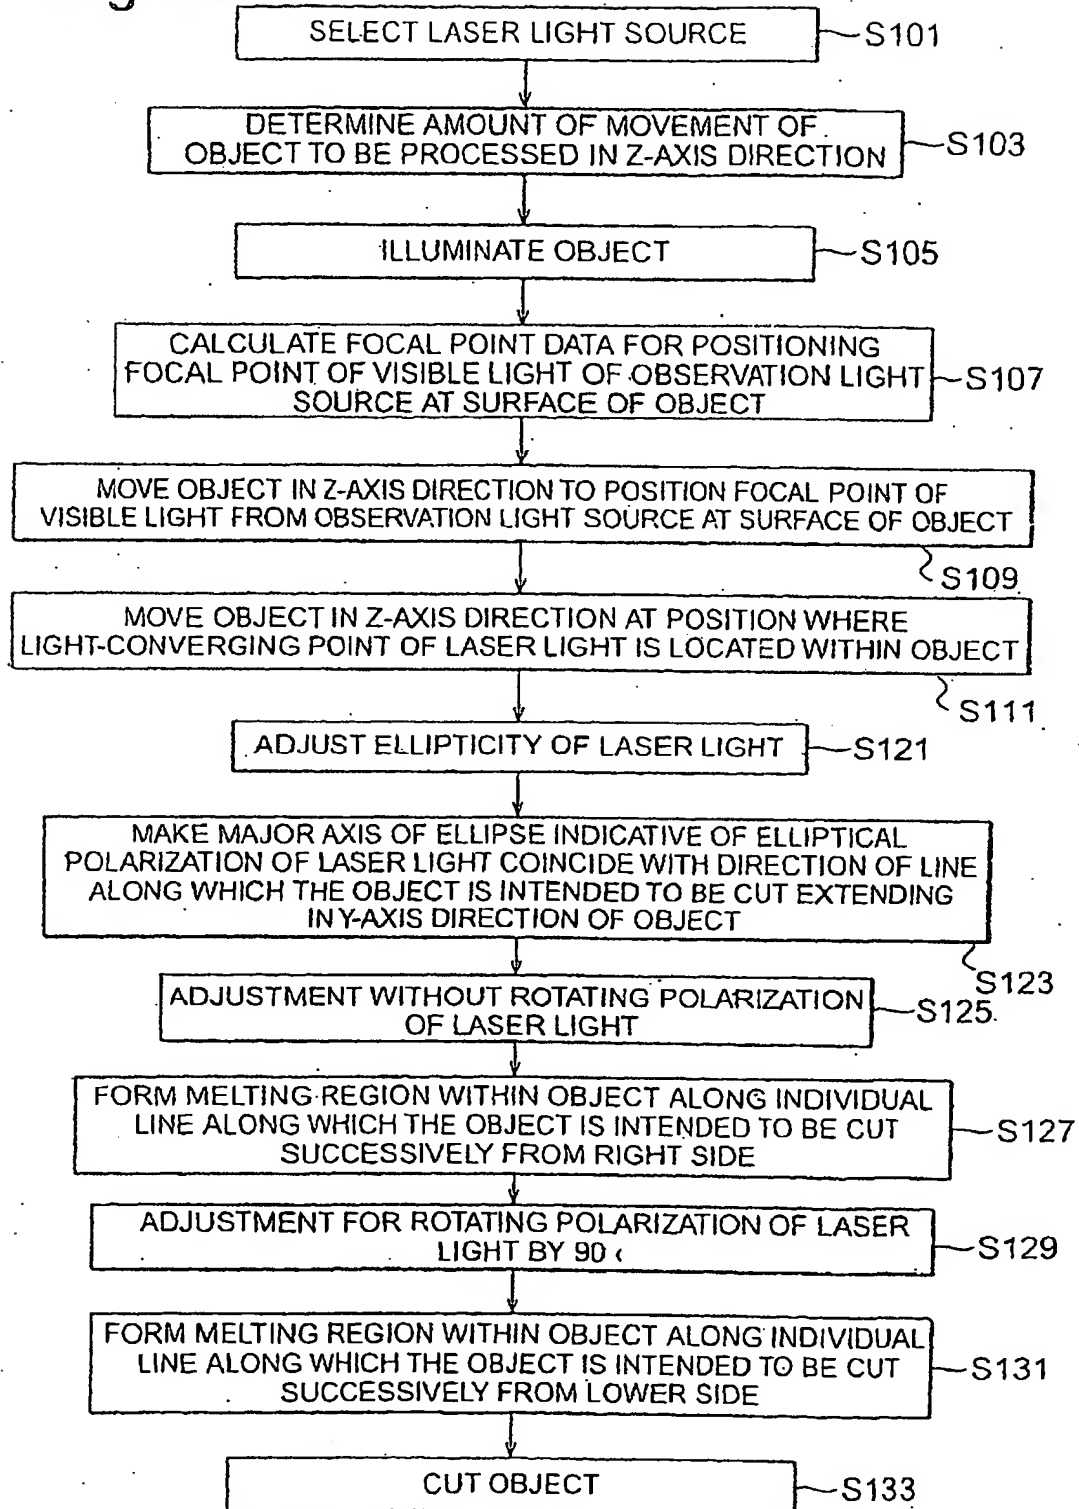 SELECT LASER LIGHT SOURCE
S101
DETERMINE AMOUNT OF MOVEMENT OF
OBJECT TO BE PROCESSED IN Z-AXIS DIRECTION
S103
ILLUMINATE OBJECT
S105
CALCULATE FOCAL POINT DATA FOR POSITIONING
FOCAL POINT OF VISIBLE LIGHT OF OBSERVATION LIGHT
SOURCE AT SURFACE OF OBJECT
S107
MOVE OBJECT IN Z-AXIS DIRECTION TO POSITION FOCAL POINT OF
VISIBLE LIGHT FROM OBSERVATION LIGHT SOURCE AT SURFACE OF OBJECT
S109
MOVE OBJECT IN Z-AXIS DIRECTION AT POSITION WHERE
LIGHT-CONVERGING POINT OF LASER LIGHT IS LOCATED WITHIN OBJECT
S111
ADJUST ELLIPTICITY OF LASER LIGHT
S121
MAKE MAJOR AXIS OF ELLIPSE INDICATIVE OF ELLIPTICAL
POLARIZATION OF LASER LIGHT COINCIDE WITH DIRECTION OF LINE
ALONG WHICH THE OBJECT IS INTENDED TO BE CUT EXTENDING
IN Y-AXIS DIRECTION OF OBJECT
S123
ADJUSTMENT WITHOUT ROTATING POLARIZATION
OF LASER LIGHT
S125
FORM MELTING REGION WITHIN OBJECT ALONG INDIVIDUAL
LINE ALONG WHICH THE OBJECT IS INTENDED TO BE CUT
SUCCESSIVELY FROM RIGHT SIDE
S127
ADJUSTMENT FOR ROTATING POLARIZATION OF LASER
LIGHT BY 90
S129
FORM MELTING REGION WITHIN OBJECT ALONG INDIVIDUAL
LINE ALONG WHICH THE OBJECT IS INTENDED TO BE CUT
SUCCESSIVELY FROM LOWER SIDE
S131
CUT OBJECT
S133